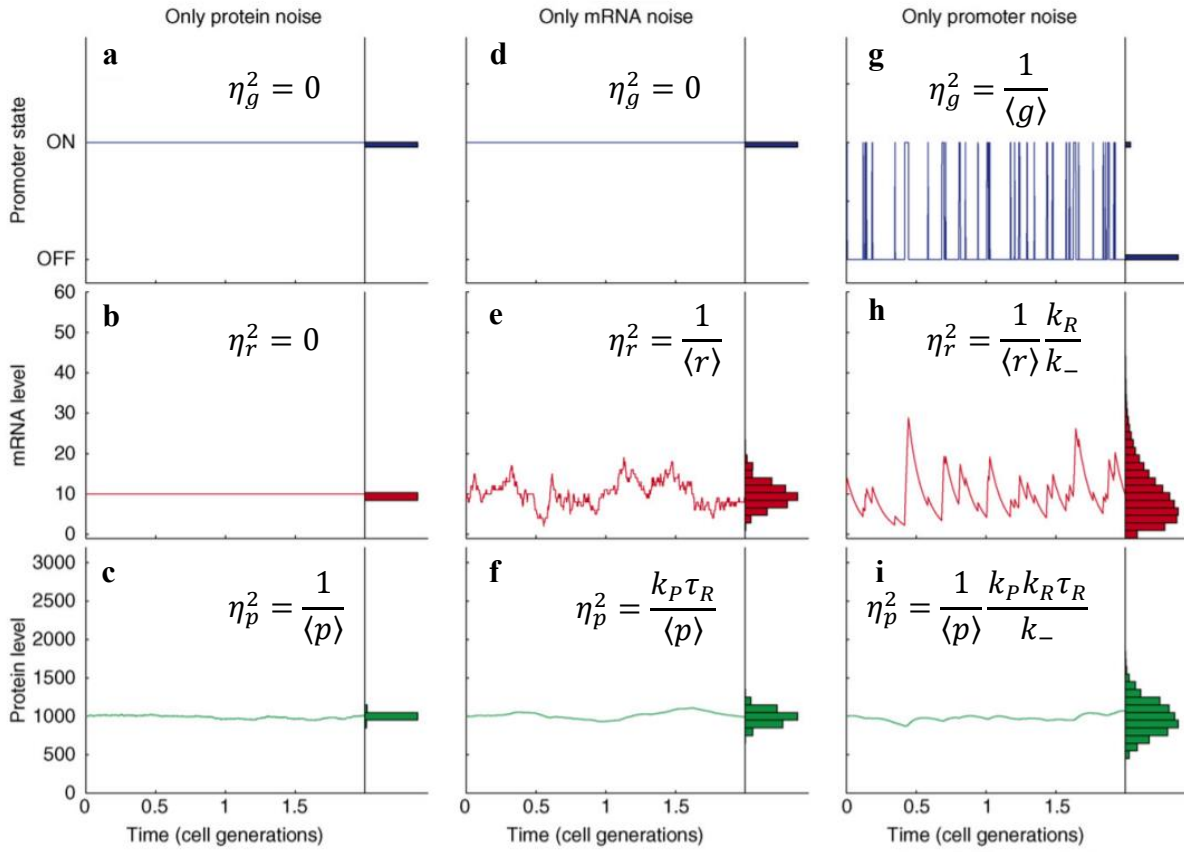 Only protein noise
Only mRNA noise
Only promoter noise
a
d
g
η_g^2 = 0
η_g^2 = 0
η_g^2 = 1/⟨g⟩
Promoter state
ON
OFF
b
e
h
η_r^2 = 0
η_r^2 = 1/⟨r⟩
η_r^2 = 1/⟨r⟩ k_R/k_−
mRNA level
60
50
40
30
20
10
0
c
f
i
η_p^2 = 1/⟨p⟩
η_p^2 = k_P τ_R/⟨p⟩
η_p^2 = 1/⟨p⟩ k_P k_R τ_R/k_−
Protein level
3000
2500
2000
1500
1000
500
0
0 0.5 1 1.5
0 0.5 1 1.5
0 0.5 1 1.5
Time (cell generations)
Time (cell generations)
Time (cell generations)